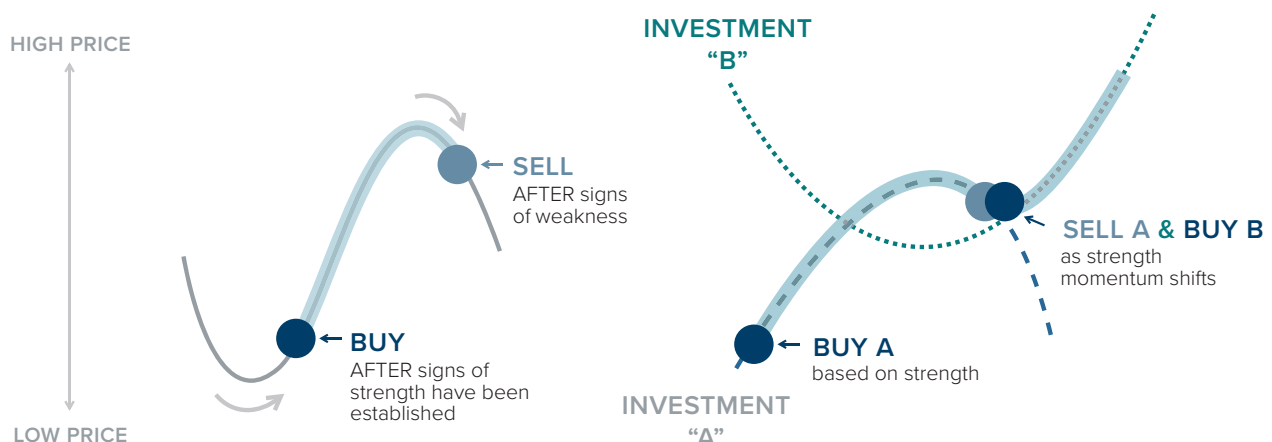 HIGH PRICE
LOW PRICE
SELL
AFTER signs
of weakness
BUY
AFTER signs of
strength have been
established
INVESTMENT
“B”
SELL A & BUY B
as strength
momentum shifts
BUY A
based on strength
INVESTMENT
“A”